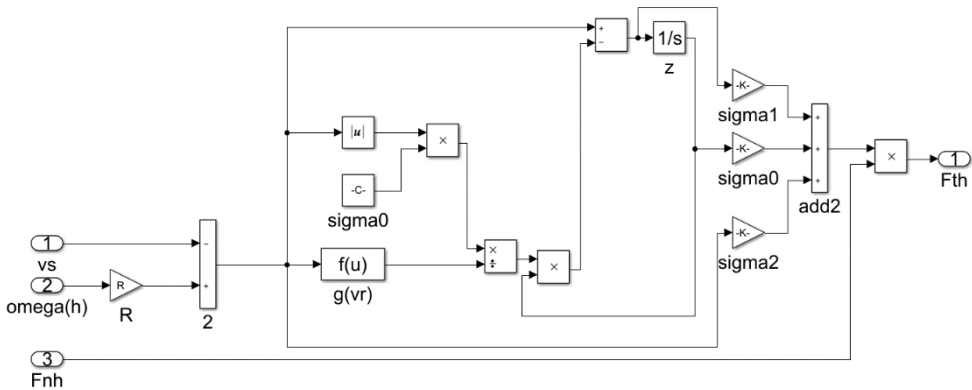 +
−
1/s
z
-K-
sigma1
|u|
×
-C-
sigma0
-K-
sigma0
+
+
+
add2
×
1
Fth
1
vs
2
omega(h)
R
R
−
+
2
f(u)
g(vr)
×
÷
×
-K-
sigma2
3
Fnh